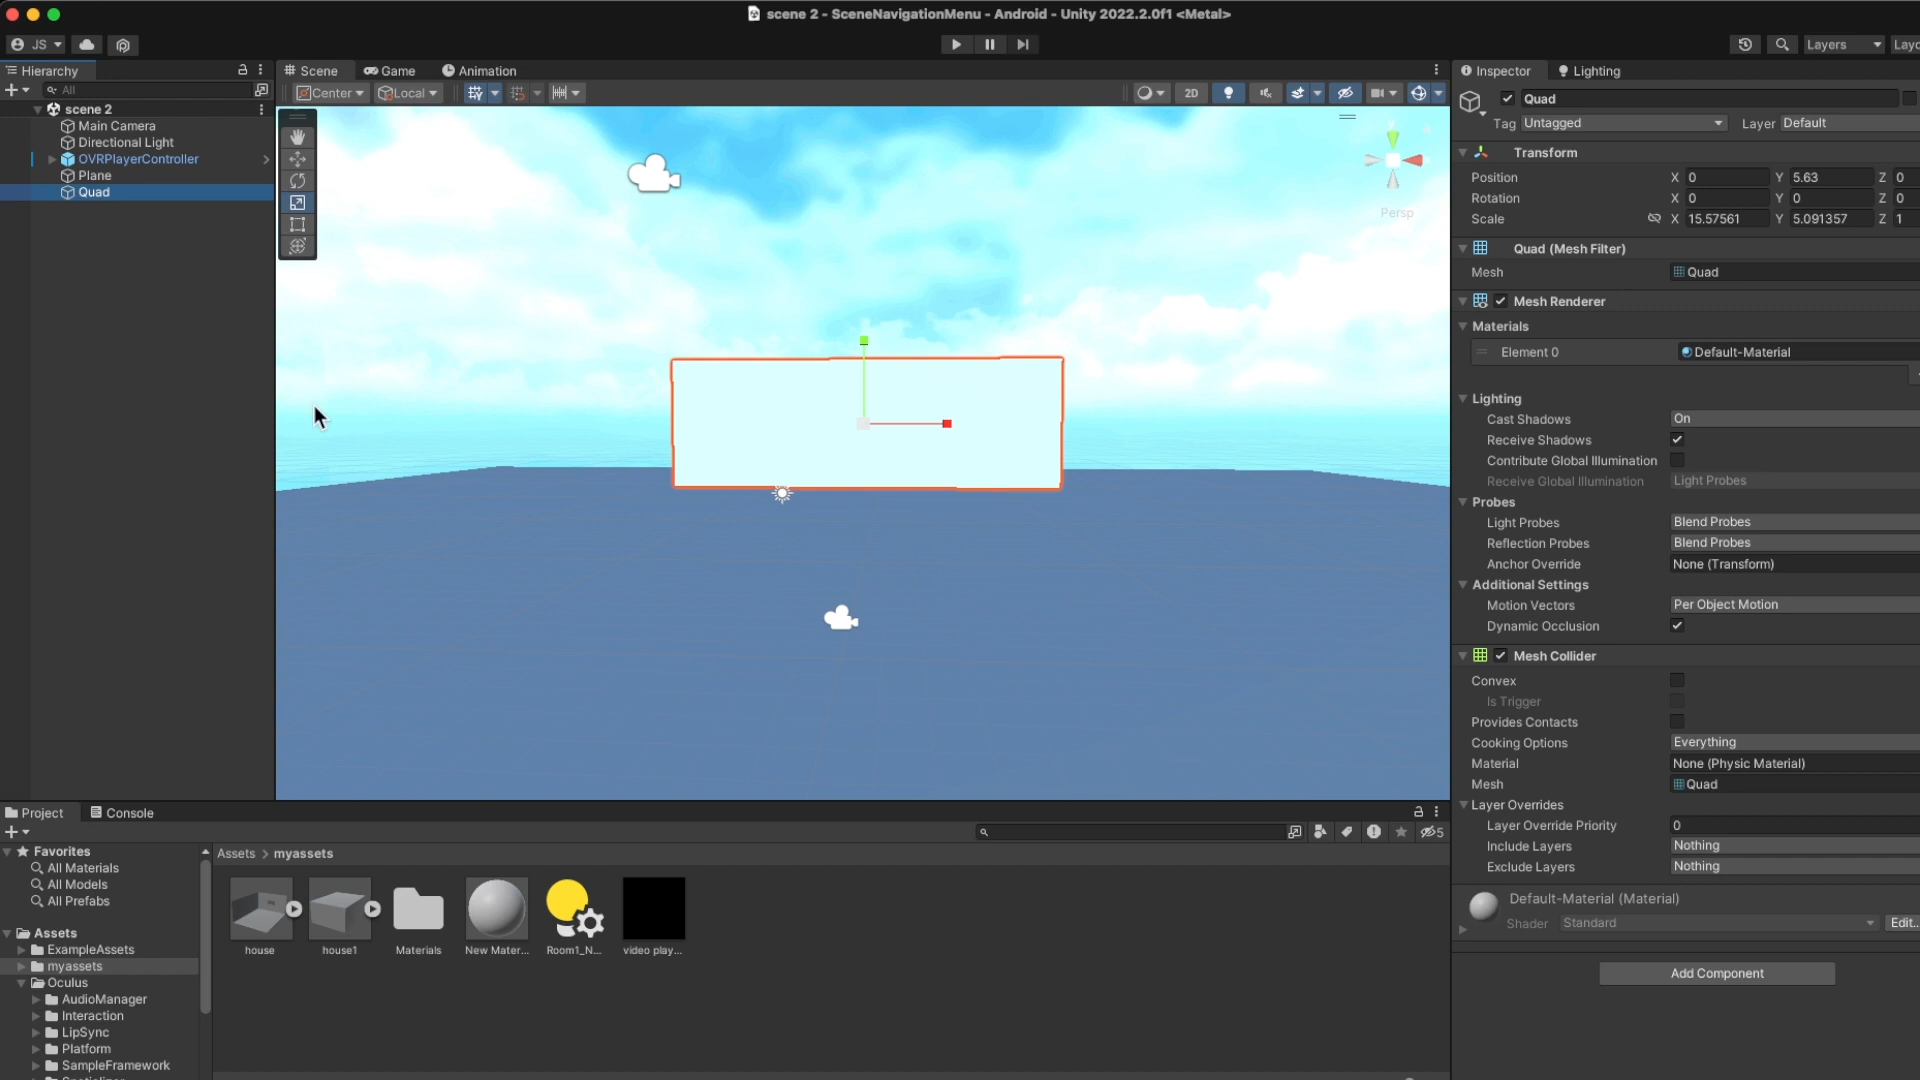 scene 2 - SceneNavigationMenu - Android - Unity 2022.2.0f1 <Metal>
JS
Layers
Layo
Hierarchy
All
scene 2
Main Camera
Directional Light
OVRPlayerController
Plane
Quad
Scene
Game
Animation
Center
Local
2D
Persp
Inspector
Lighting
Quad
Tag Untagged Layer Default
Transform
Position X 0 Y 5.63 Z 0
Rotation X 0 Y 0 Z 0
Scale X 15.57561 Y 5.091357 Z 1
Quad (Mesh Filter)
Mesh Quad
Mesh Renderer
Materials
Element 0 Default-Material
Lighting
Cast Shadows On
Receive Shadows
Contribute Global Illumination
Receive Global Illumination Light Probes
Probes
Light Probes Blend Probes
Reflection Probes Blend Probes
Anchor Override None (Transform)
Additional Settings
Motion Vectors Per Object Motion
Dynamic Occlusion
Mesh Collider
Convex
Is Trigger
Provides Contacts
Cooking Options Everything
Material None (Physic Material)
Mesh Quad
Layer Overrides
Layer Override Priority 0
Include Layers Nothing
Exclude Layers Nothing
Default-Material (Material)
Shader Standard Edit..
Add Component
Project
Console
5
Favorites
All Materials
All Models
All Prefabs
Assets
ExampleAssets
myassets
Oculus
AudioManager
Interaction
LipSync
Platform
SampleFramework
Assets > myassets
house
house1
Materials
New Mater...
Room1_N...
video play...